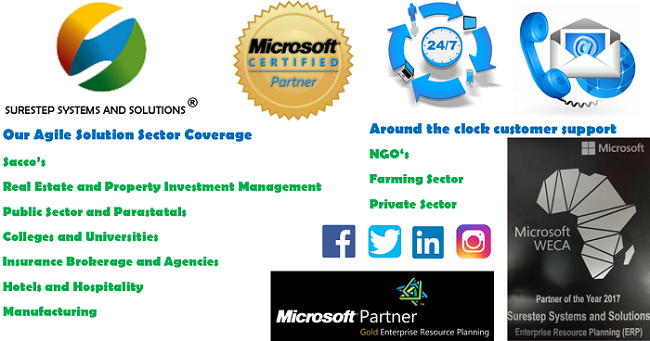 SURESTEP SYSTEMS AND SOLUTIONS®
Microsoft®
CERTIFIED
Partner
24/7
@
Our Agile Solution Sector Coverage
Sacco's
Real Estate and Property Investment Management
Public Sector and Parastatals
Colleges and Universities
Insurance Brokerage and Agencies
Hotels and Hospitality
Manufacturing
Around the clock customer support
NGO's
Farming Sector
Private Sector
f
in
Microsoft Partner
Gold Enterprise Resource Planning
Microsoft
Microsoft
WECA
Partner of the Year 2017
Surestep Systems and Solutions
Enterprise Resource Planning (ERP)